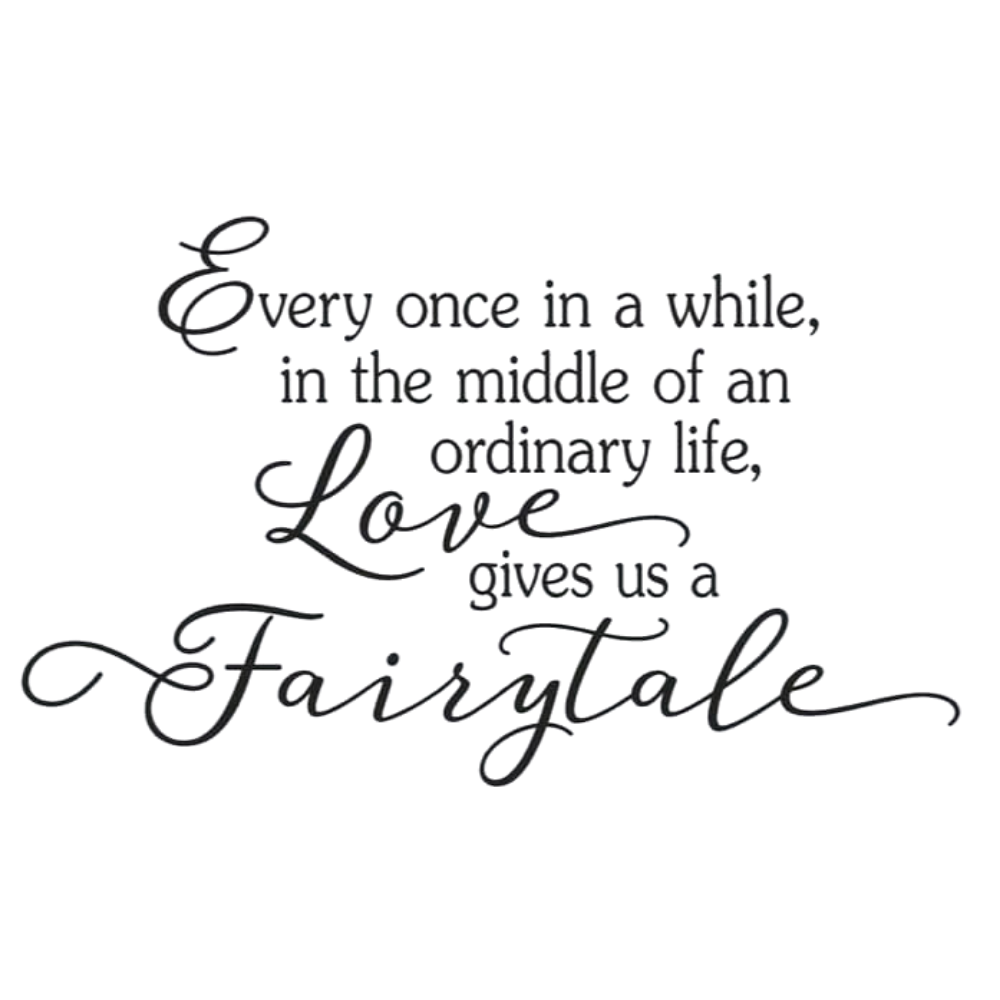 Every once in a while,
in the middle of an
ordinary life,
Love
gives us a
Fairytale